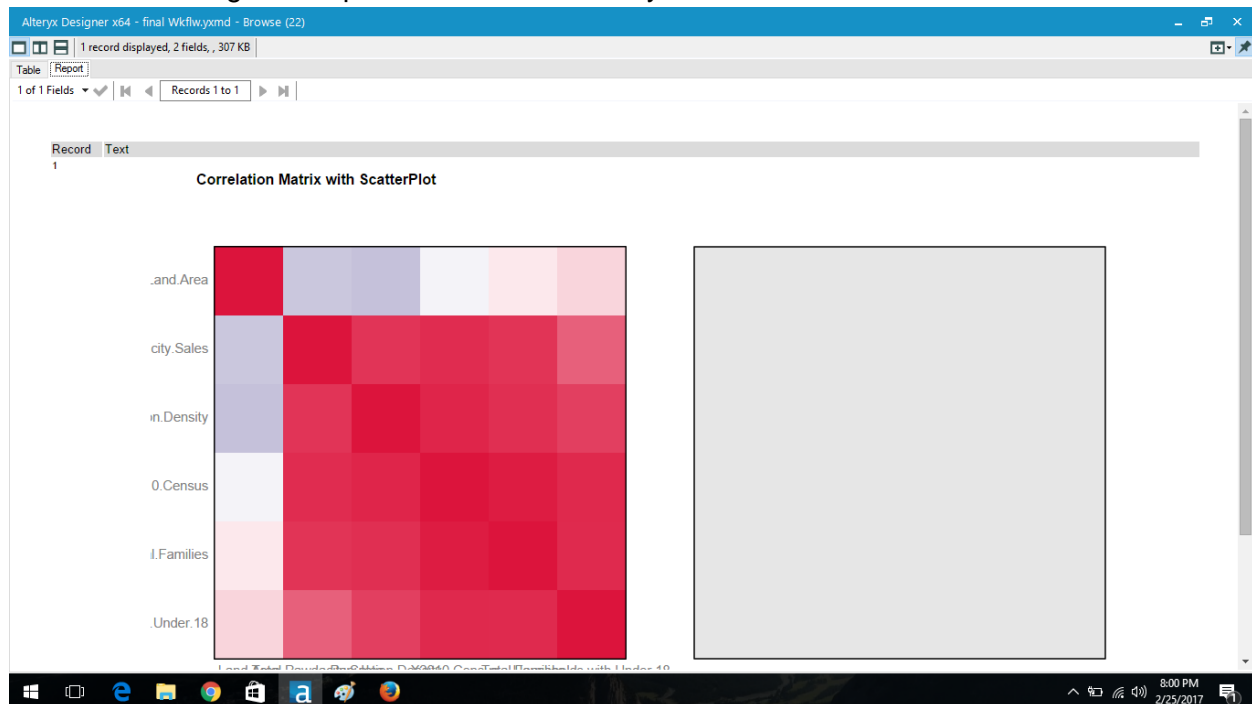 Alteryx Designer x64 - final Wkflw.yxmd - Browse (22)
1 record displayed, 2 fields, , 307 KB
Table Report
1 of 1 Fields Records 1 to 1
Record Text
1
Correlation Matrix with ScatterPlot
.and.Area
city.Sales
n.Density
0.Census
l.Families
.Under.18
8:00 PM
2/25/2017